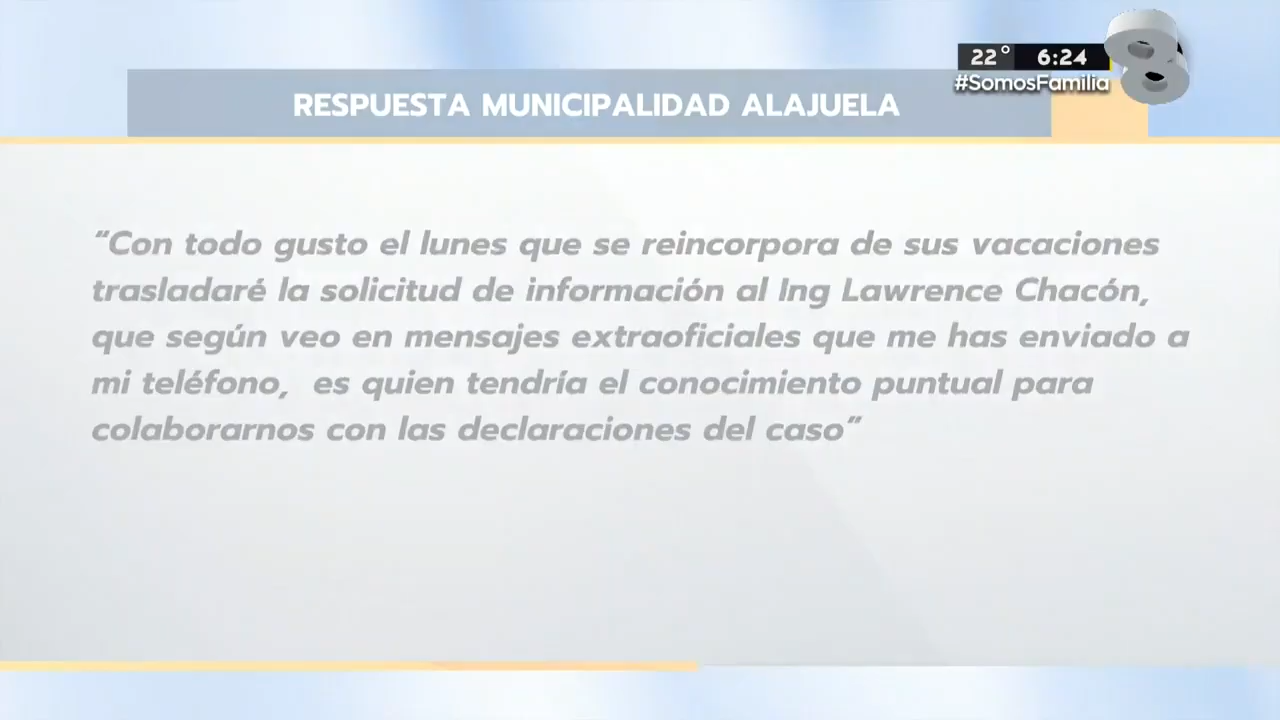 22° 6:24
8
#SomosFamilia
RESPUESTA MUNICIPALIDAD ALAJUELA
“Con todo gusto el lunes que se reincorpora de sus vacaciones
trasladaré la solicitud de información al Ing Lawrence Chacón,
que según veo en mensajes extraoficiales que me has enviado a
mi teléfono,  es quien tendría el conocimiento puntual para
colaborarnos con las declaraciones del caso”